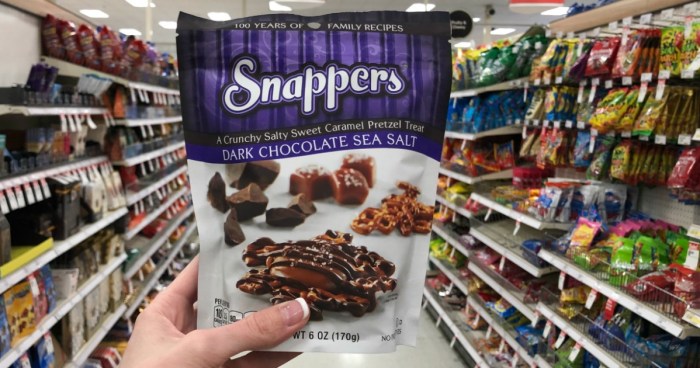 100 YEARS OF FAMILY RECIPES
Snappers
A Crunchy Salty Sweet Caramel Pretzel Treat
DARK CHOCOLATE SEA SALT
WT 6 OZ (170g)